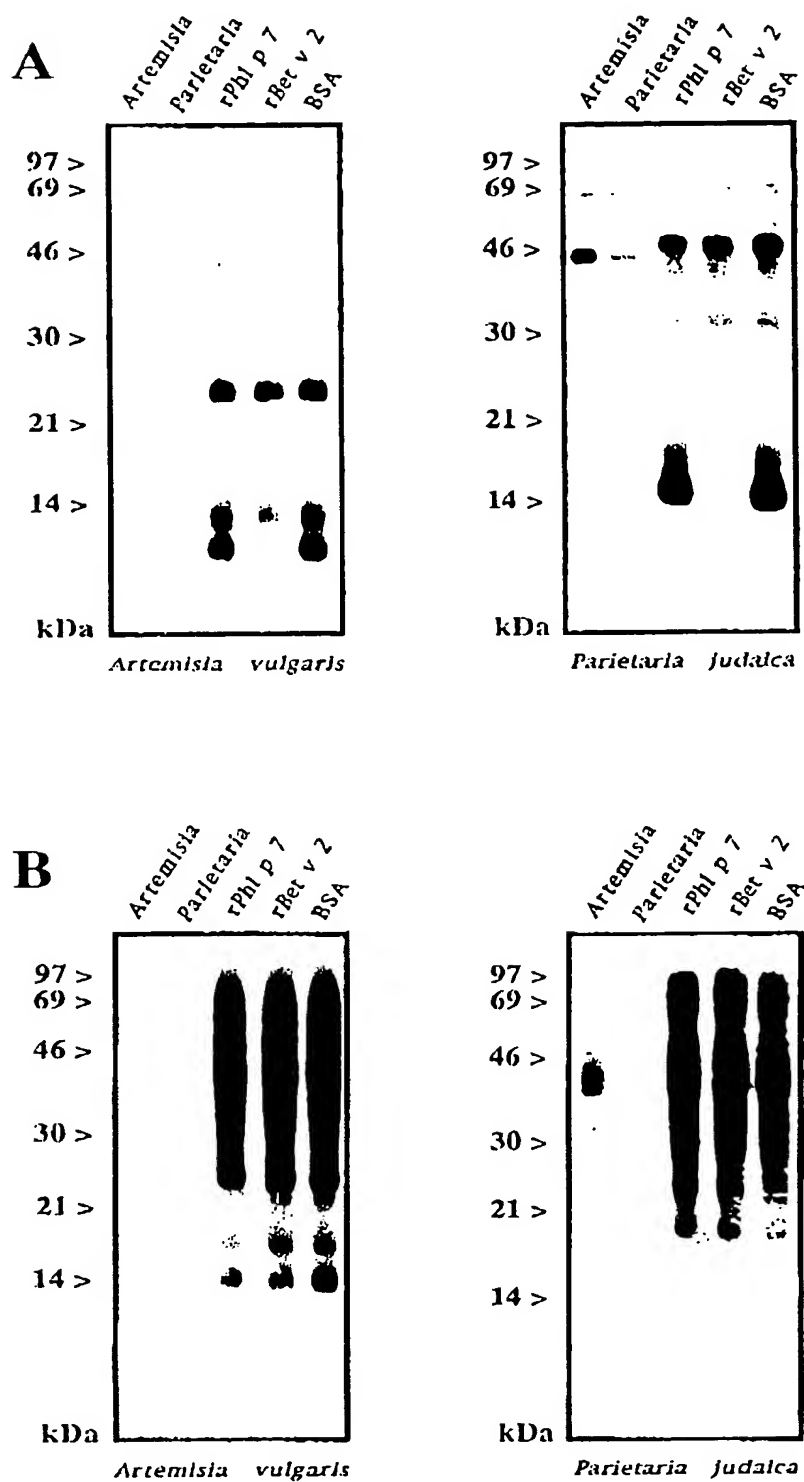 A
Artemisia Parietaria rPhl p 7 rBet v 2 BSA
97 >
69 >
46 >
30 >
21 >
14 >
kDa
Artemisia vulgaris
Artemisia Parietaria rPhl p 7 rBet v 2 BSA
97 >
69 >
46 >
30 >
21 >
14 >
kDa
Parietaria judaica
B
Artemisia Parietaria rPhl p 7 rBet v 2 BSA
97 >
69 >
46 >
30 >
21 >
14 >
kDa
Artemisia vulgaris
Artemisia Parietaria rPhl p 7 rBet v 2 BSA
97 >
69 >
46 >
30 >
21 >
14 >
kDa
Parietaria judaica